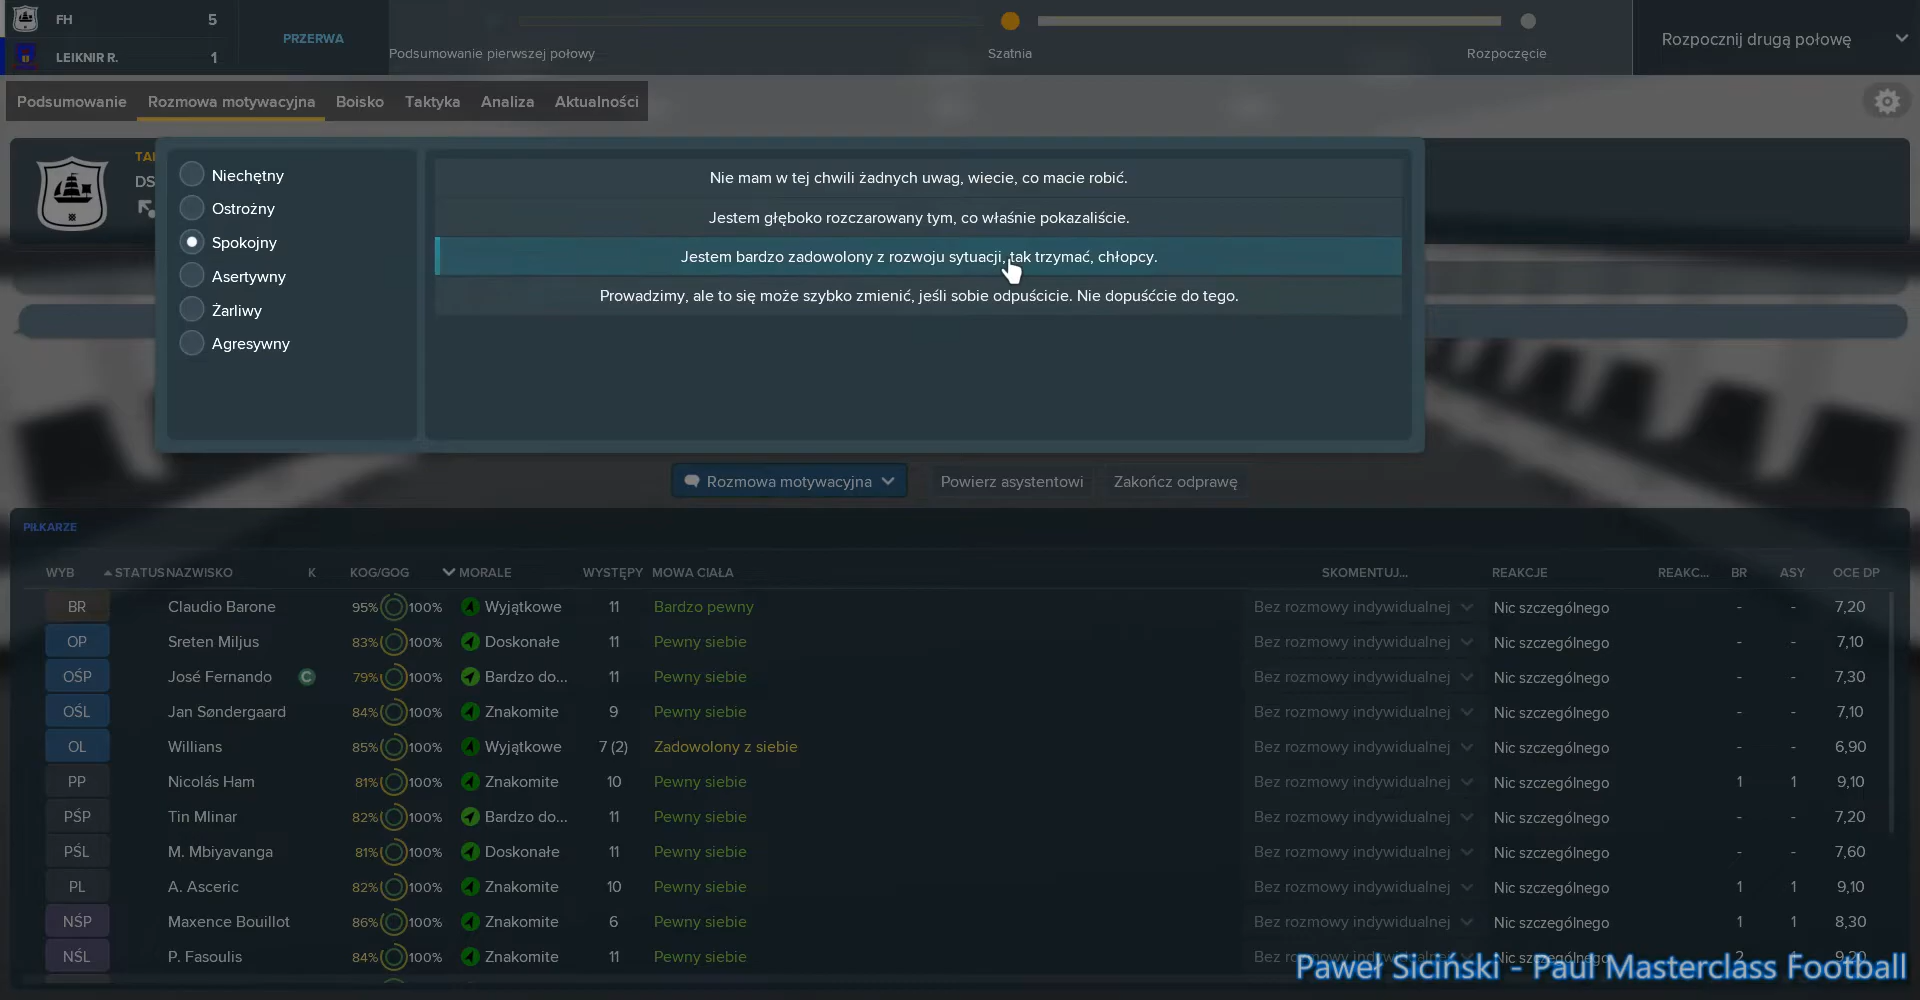 FH 5
LEIKNIR R. 1
PRZERWA
Podsumowanie pierwszej połowy
Szatnia
Rozpoczęcie
Rozpocznij drugą połowę
Podsumowanie Rozmowa motywacyjna Boisko Taktyka Analiza Aktualności
Niechętny
Ostrożny
Spokojny
Asertywny
Żarliwy
Agresywny
Nie mam w tej chwili żadnych uwag, wiecie, co macie robić.
Jestem głęboko rozczarowany tym, co właśnie pokazaliście.
Jestem bardzo zadowolony z rozwoju sytuacji, tak trzymać, chłopcy.
Prowadzimy, ale to się może szybko zmienić, jeśli sobie odpuścicie. Nie dopuśćcie do tego.
Rozmowa motywacyjna Powierz asystentowi Zakończ odprawę
PIŁKARZE
WYB STATUS NAZWISKO K KOG/GOG MORALE WYSTĘPY MOWA CIAŁA SKOMENTUJ... REAKCJE REAKC... BR ASY OCE DP
BR Claudio Barone 95% 100% Wyjątkowe 11 Bardzo pewny Bez rozmowy indywidualnej Nic szczególnego - - 7,20
OP Sreten Miljus 83% 100% Doskonałe 11 Pewny siebie Bez rozmowy indywidualnej Nic szczególnego - - 7,10
OŚP José Fernando C 79% 100% Bardzo do... 11 Pewny siebie Bez rozmowy indywidualnej Nic szczególnego - - 7,30
OŚL Jan Søndergaard 84% 100% Znakomite 9 Pewny siebie Bez rozmowy indywidualnej Nic szczególnego - - 7,10
OL Willians 85% 100% Wyjątkowe 7 (2) Zadowolony z siebie Bez rozmowy indywidualnej Nic szczególnego - - 6,90
PP Nicolás Ham 81% 100% Znakomite 10 Pewny siebie Bez rozmowy indywidualnej Nic szczególnego 1 1 9,10
PŚP Tin Mlinar 82% 100% Bardzo do... 11 Pewny siebie Bez rozmowy indywidualnej Nic szczególnego - - 7,20
PŚL M. Mbiyavanga 81% 100% Doskonałe 11 Pewny siebie Bez rozmowy indywidualnej Nic szczególnego - - 7,60
PL A. Asceric 82% 100% Znakomite 10 Pewny siebie Bez rozmowy indywidualnej Nic szczególnego 1 1 9,10
NŚP Maxence Bouillot 86% 100% Znakomite 6 Pewny siebie Bez rozmowy indywidualnej Nic szczególnego 1 1 8,30
NŚL P. Fasoulis 84% 100% Znakomite 11 Pewny siebie Bez rozmowy indywidualnej Nic szczególnego 2 9,20
Paweł Siciński - Paul Masterclass Football